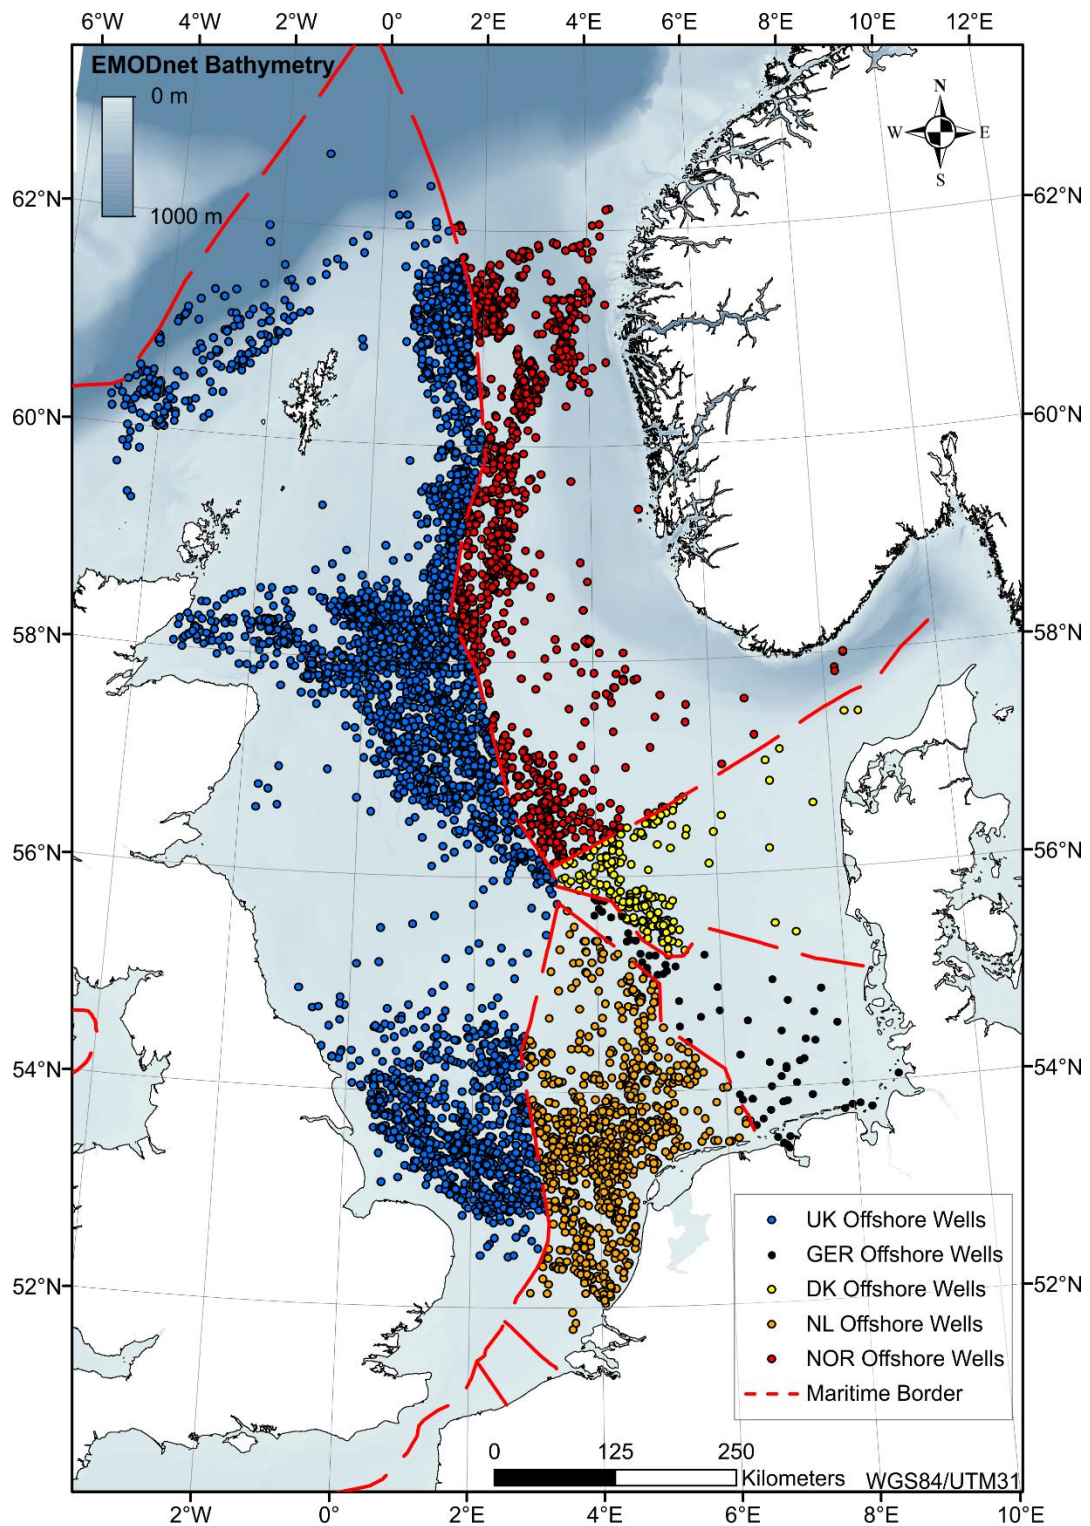 6°W 4°W 2°W 0° 2°E 4°E 6°E 8°E 10°E 12°E
EMODnet Bathymetry
0 m
1000 m
N
W E
S
62°N 62°N
60°N 60°N
58°N 58°N
56°N 56°N
54°N 54°N
52°N 52°N
UK Offshore Wells
GER Offshore Wells
DK Offshore Wells
NL Offshore Wells
NOR Offshore Wells
Maritime Border
0 125 250
Kilometers WGS84/UTM31
2°W 0° 2°E 4°E 6°E 8°E 10°E